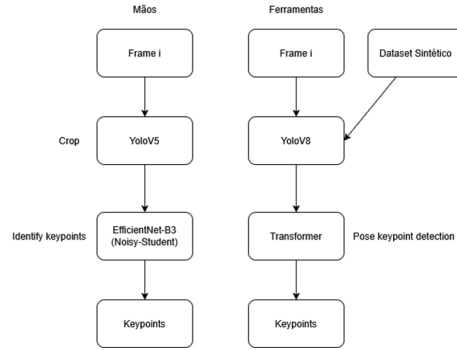 Mãos
Ferramentas
Frame i
Frame i
Dataset Sintético
Crop
YoloV5
YoloV8
Identify keypoints
EfficientNet-B3
(Noisy-Student)
Transformer
Pose keypoint detection
Keypoints
Keypoints